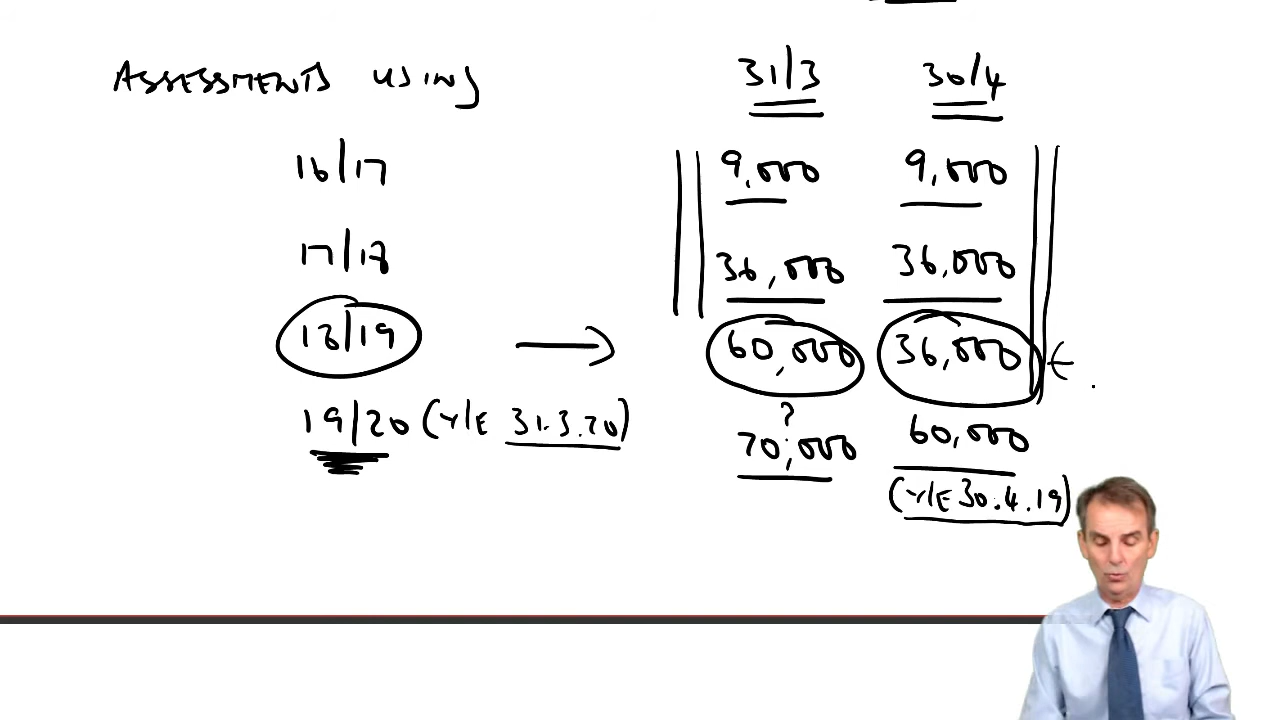 ASSESSMENTS USING 31/3 30/4
16/17 9,000 9,000
17/18 36,000 36,000
18/19 → 60,000 36,000 ←
19/20 (Y/E 31.3.20) ? 70,000 60,000
(Y/E 30.4.19)